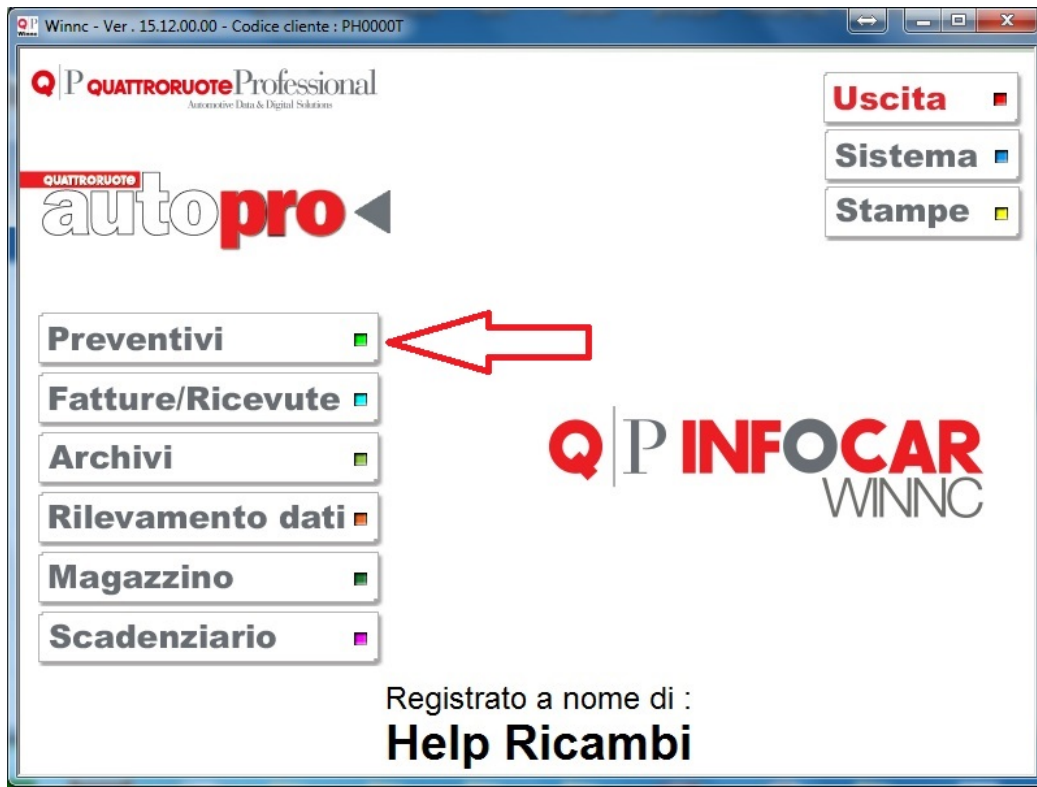 Winnc - Ver . 15.12.00.00 - Codice cliente : PH0000T
Q P QUATTRORUOTE Professional
Automotive Data & Digital Solutions
Uscita
Sistema
Stampe
QUATTRORUOTE
autopro
Preventivi
Fatture/Ricevute
Archivi
Rilevamento dati
Magazzino
Scadenziario
Q P INFOCAR
WINNC
Registrato a nome di :
Help Ricambi